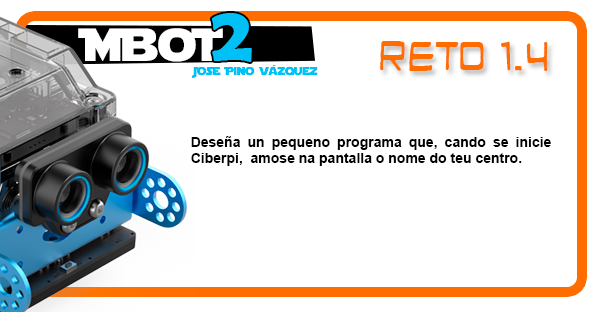 MBOT2
JOSE PINO VÁZQUEZ
RETO 1.4
Deseña un pequeno programa que, cando se inicie
Ciberpi, amose na pantalla o nome do teu centro.